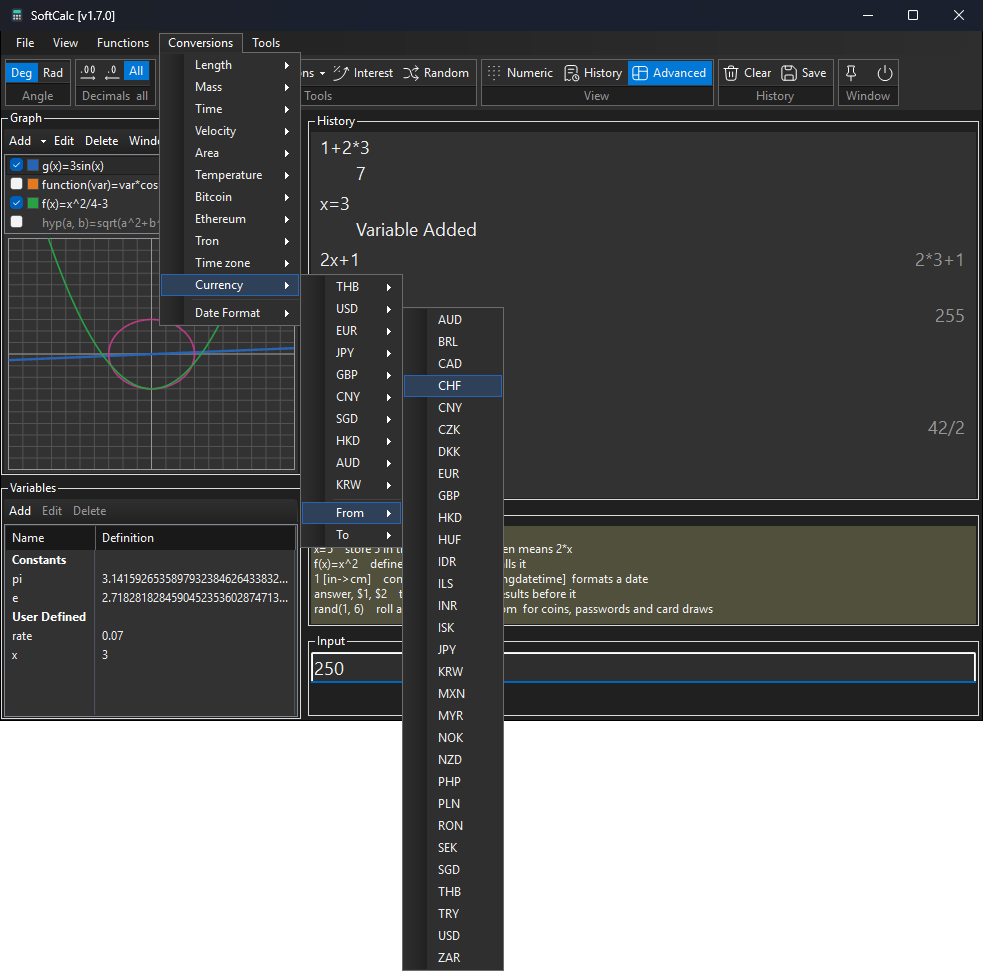 SoftCalc [v1.7.0]
File View Functions Conversions Tools
Deg Rad .00 .0 All
ns Interest Random Numeric History Advanced Clear Save
Angle Decimals all Tools View History Window
Length
Mass
Time
Velocity
Area
Temperature
Bitcoin
Ethereum
Tron
Time zone
Currency
Date Format
THB
USD
EUR
JPY
GBP
CNY
SGD
HKD
AUD
KRW
From
To
AUD
BRL
CAD
CHF
CNY
CZK
DKK
EUR
GBP
HKD
HUF
IDR
ILS
INR
ISK
JPY
KRW
MXN
MYR
NOK
NZD
PHP
PLN
RON
SEK
SGD
THB
TRY
USD
ZAR
Graph
Add Edit Delete Windo
g(x)=3sin(x)
function(var)=var*cos
f(x)=x^2/4-3
hyp(a, b)=sqrt(a^2+b^
Variables
Add Edit Delete
Name Definition
Constants
pi 3.1415926535897932384626433832...
e 2.7182818284590452353602874713...
User Defined
rate 0.07
x 3
History
1+2*3
7
x=3
Variable Added
2x+1
2*3+1
255
42/2
en means 2*x
f(x)=x^2 define lls it
1 [in->cm] con ngdatetime] formats a date
answer, $1, $2 t results before it
rand(1, 6) roll a om for coins, passwords and card draws
Input
250